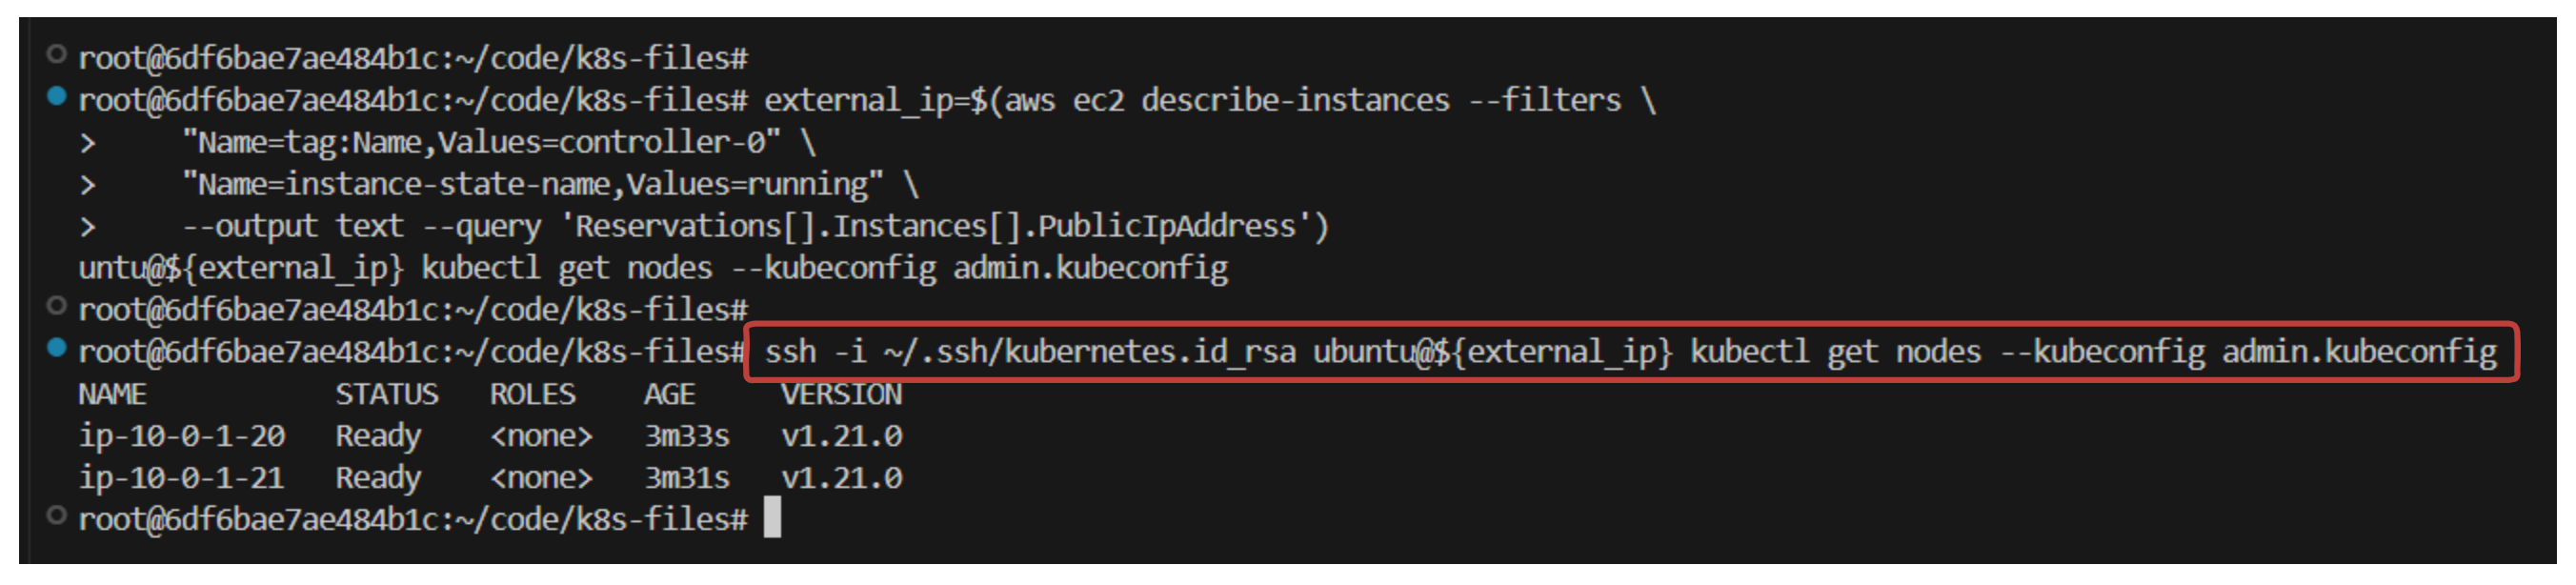 root@6df6bae7ae484b1c:~/code/k8s-files#
root@6df6bae7ae484b1c:~/code/k8s-files# external_ip=$(aws ec2 describe-instances --filters \
>     "Name=tag:Name,Values=controller-0" \
>     "Name=instance-state-name,Values=running" \
>     --output text --query 'Reservations[].Instances[].PublicIpAddress')
untu@${external_ip} kubectl get nodes --kubeconfig admin.kubeconfig
root@6df6bae7ae484b1c:~/code/k8s-files#
root@6df6bae7ae484b1c:~/code/k8s-files# ssh -i ~/.ssh/kubernetes.id_rsa ubuntu@${external_ip} kubectl get nodes --kubeconfig admin.kubeconfig
NAME           STATUS   ROLES    AGE     VERSION
ip-10-0-1-20   Ready    <none>   3m33s   v1.21.0
ip-10-0-1-21   Ready    <none>   3m31s   v1.21.0
root@6df6bae7ae484b1c:~/code/k8s-files#